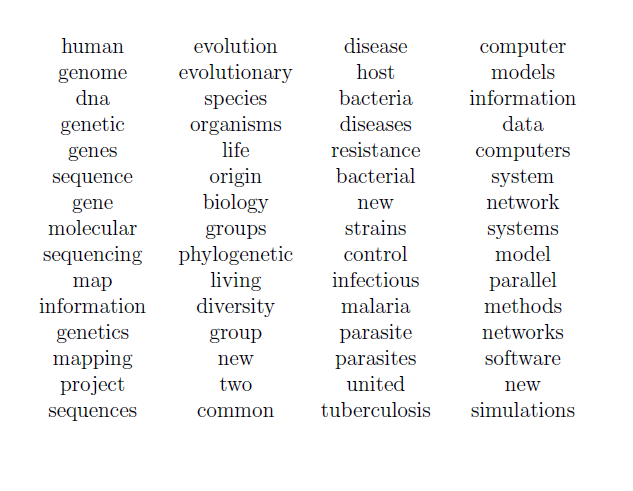 human evolution disease computer
genome evolutionary host models
dna species bacteria information
genetic organisms diseases data
genes life resistance computers
sequence origin bacterial system
gene biology new network
molecular groups strains systems
sequencing phylogenetic control model
map living infectious parallel
information diversity malaria methods
genetics group parasite networks
mapping new parasites software
project two united new
sequences common tuberculosis simulations